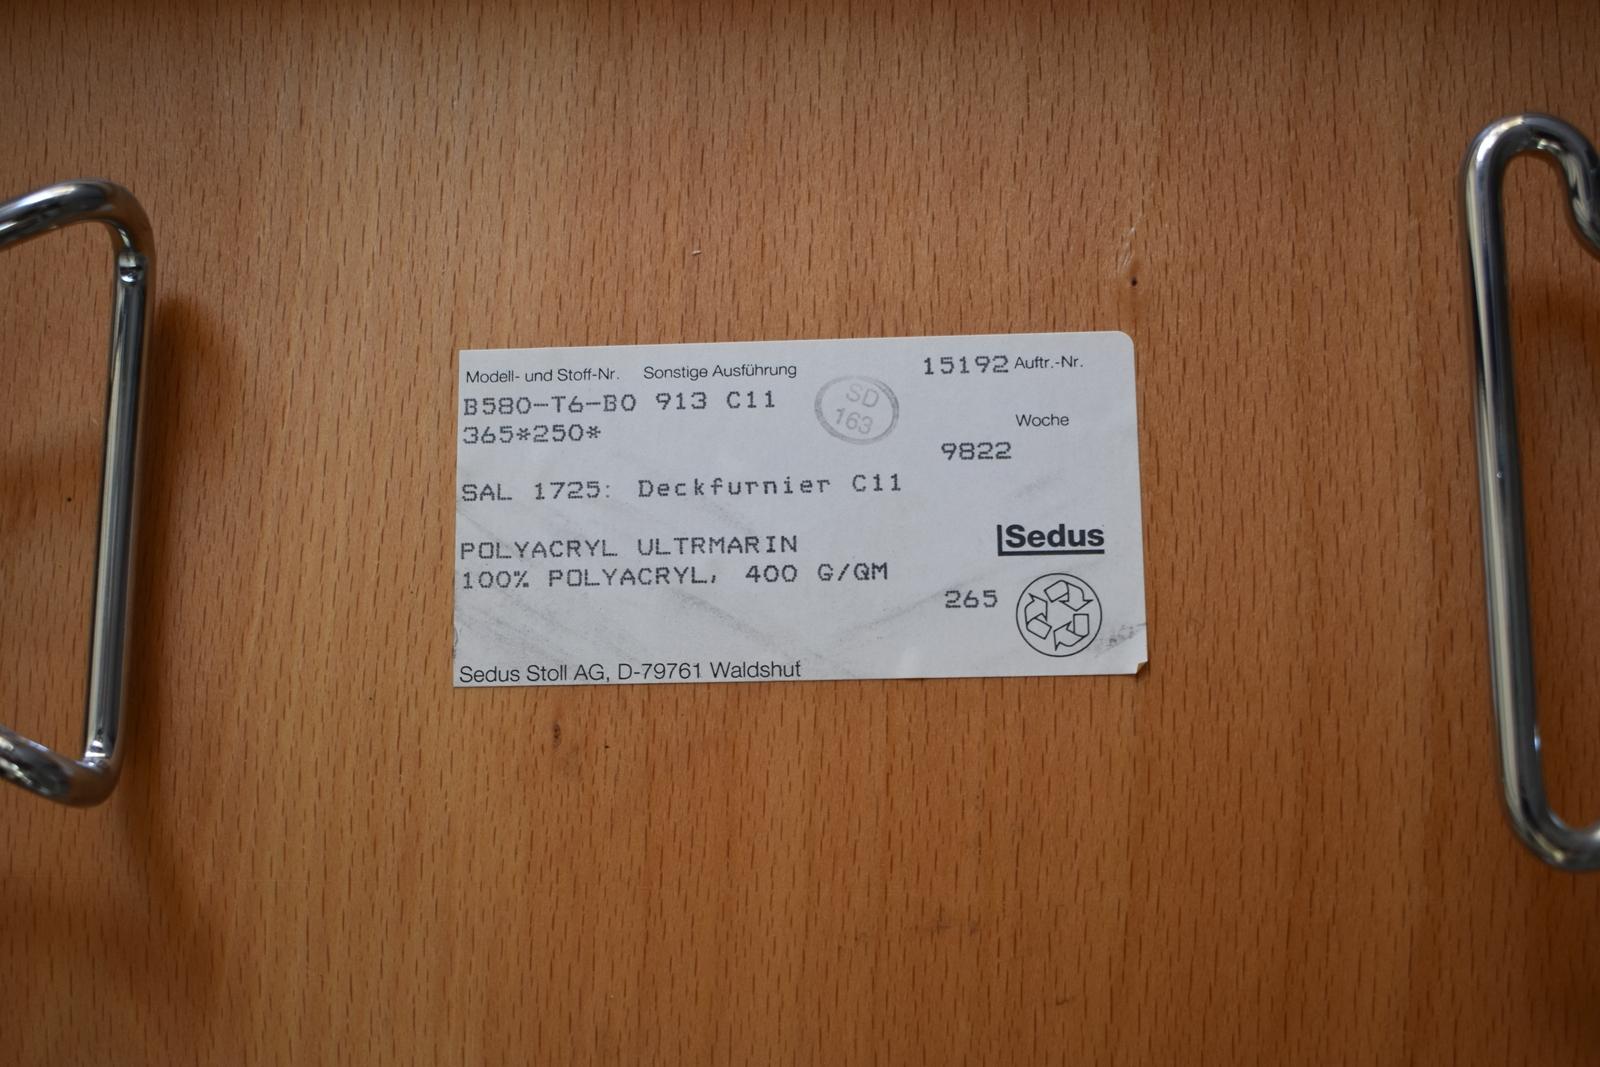 Modell- und Stoff-Nr. Sonstige Ausführung
15192 Auftr.-Nr.
B580-T6-B0 913 C11
SD
163
365*250*
Woche
9822
SAL 1725: Deckfurnier C11
POLYACRYL ULTRMARIN
Sedus
100% POLYACRYL, 400 G/QM
265
Sedus Stoll AG, D-79761 Waldshut